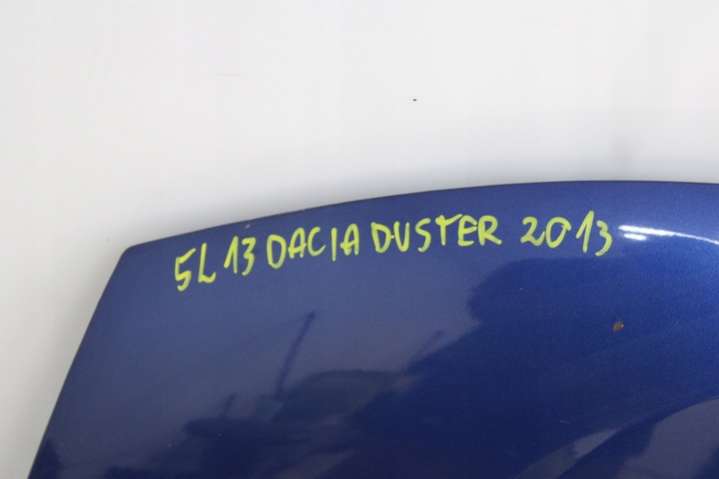 5L 13 DACIA DUSTER 2013